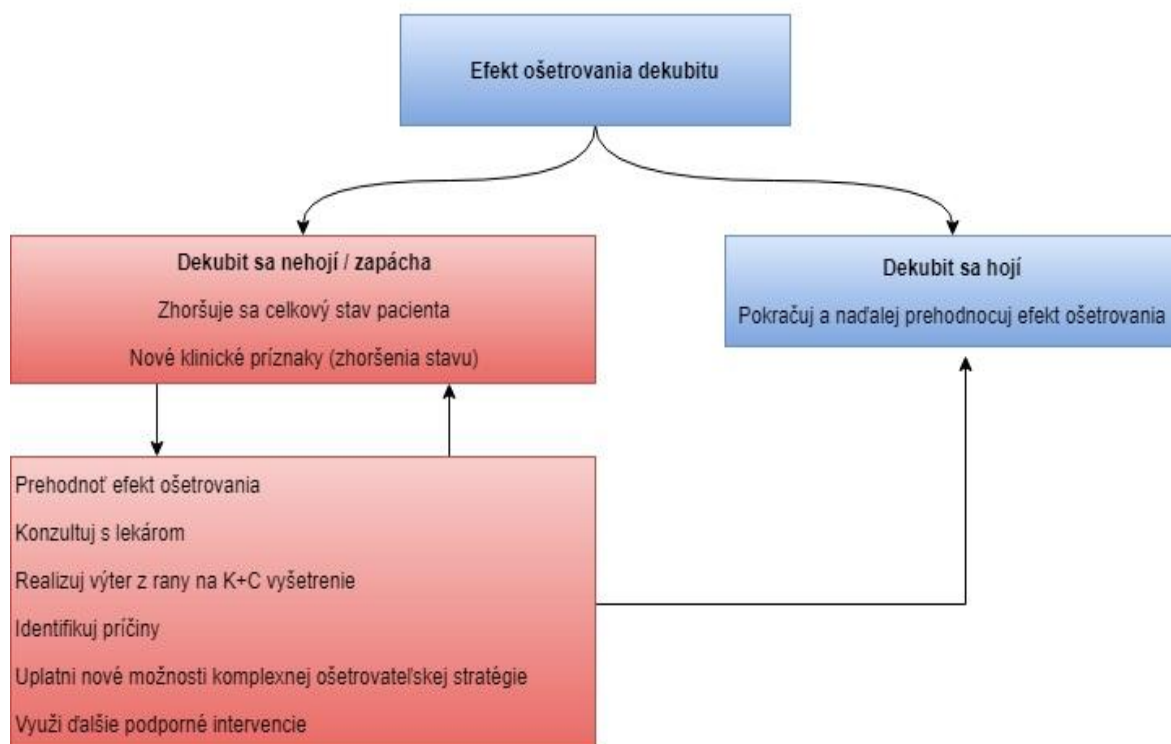 Efekt ošetrovania dekubitu
Dekubit sa nehojí / zapácha
Zhoršuje sa celkový stav pacienta
Nové klinické príznaky (zhoršenia stavu)
Dekubit sa hojí
Pokračuj a naďalej prehodnocuj efekt ošetrovania
Prehodnoť efekt ošetrovania
Konzultuj s lekárom
Realizuj výter z rany na K+C vyšetrenie
Identifikuj príčiny
Uplatni nové možnosti komplexnej ošetrovateľskej stratégie
Využi ďalšie podporné intervencie